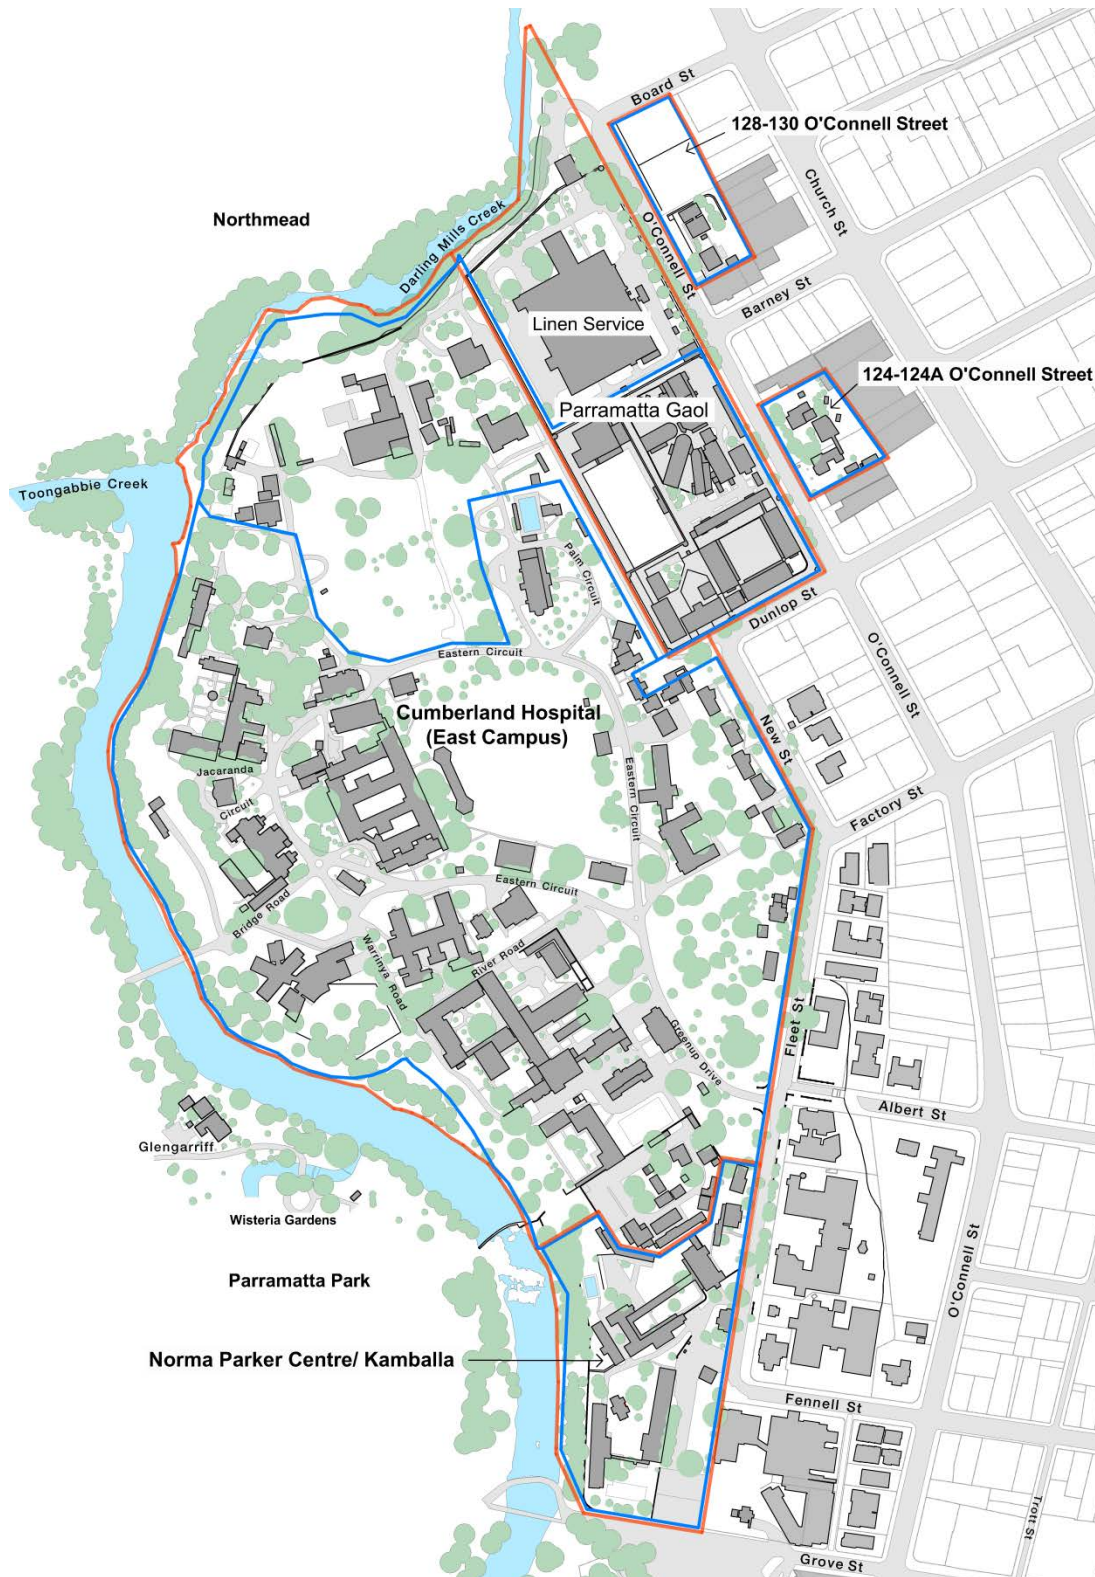 Board St
128-130 O'Connell Street
Church St
Northmead
Darling Mills Creek
O'Connell St
Barney St
Linen Service
124-124A O'Connell Street
Parramatta Gaol
Toongabbie Creek
Palm Circuit
Dunlop St
Eastern Circuit
O'Connell St
Cumberland Hospital
(East Campus)
New St
Jacaranda
Circuit
Eastern Circuit
Factory St
Eastern Circuit
Bridge Road
Warrinya Road
River Road
Greenup Drive
Fleet St
Albert St
Glengarriff
Wisteria Gardens
O'Connell St
Parramatta Park
Norma Parker Centre/ Kamballa
Fennell St
Trott St
Grove St